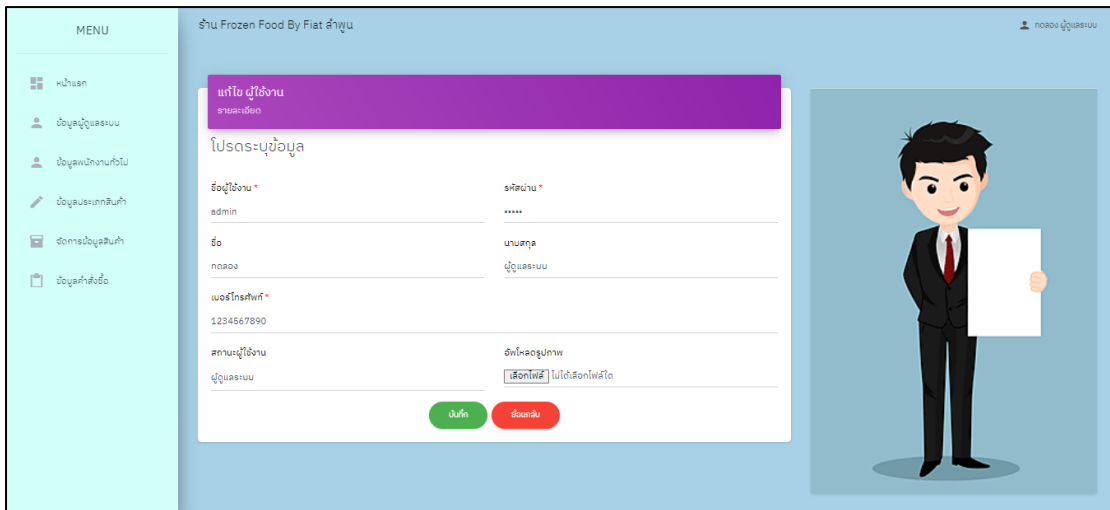 MENU
หน้าแรก
ข้อมูลผู้ดูแลระบบ
ข้อมูลพนักงานทั่วไป
ข้อมูลประเภทสินค้า
จัดการข้อมูลสินค้า
ข้อมูลคำสั่งซื้อ
ร้าน Frozen Food By Fiat ลำพูน
ทดลอง ผู้ดูแลระบบ
แก้ไข ผู้ใช้งาน
รายละเอียด
โปรดระบุข้อมูล
ชื่อผู้ใช้งาน *
รหัสผ่าน *
admin
•••••
ชื่อ
นามสกุล
ทดลอง
ผู้ดูแลระบบ
เบอร์โทรศัพท์ *
1234567890
สถานะผู้ใช้งาน
อัพโหลดรูปภาพ
ผู้ดูแลระบบ
เลือกไฟล์ ไม่ได้เลือกไฟล์ใด
บันทึก
ย้อนกลับ